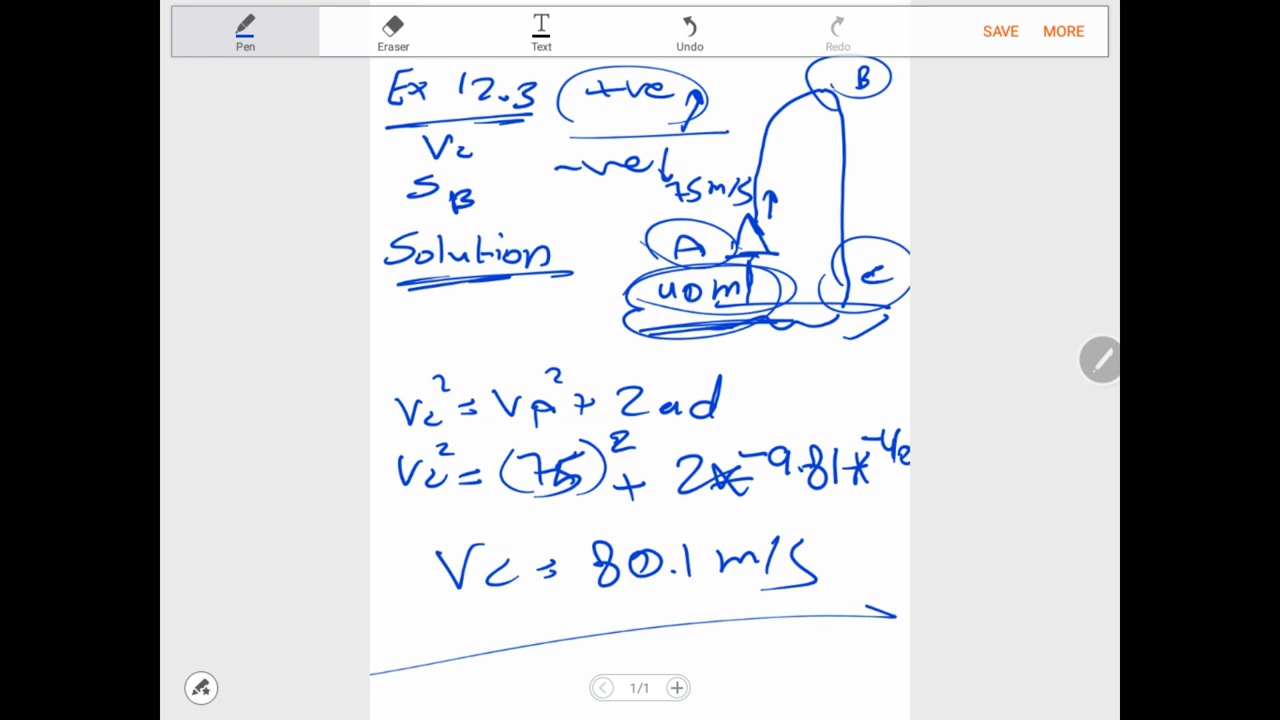 Pen
Eraser
Text
Undo
Redo
SAVE
MORE
Ex 12.3
+ve
B
Vc
-ve
75m/s
SB
A
Solution
40m
c
Vc² = VA² + 2ad
Vc² = (75)² + 2*-9.81*
Vc = 80.1 m/s
1/1